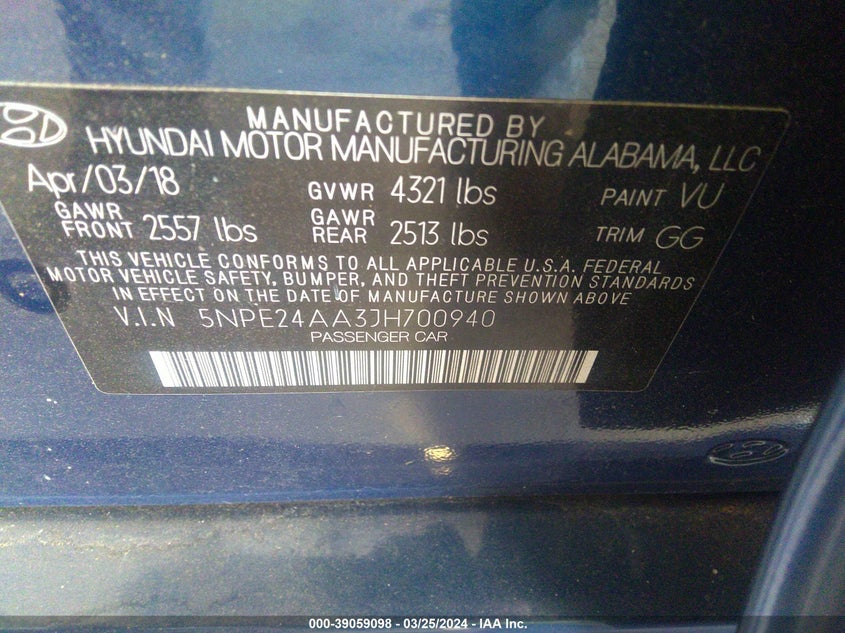 MANUFACTURED BY
HYUNDAI MOTOR MANUFACTURING ALABAMA, LLC
Apr/03/18 GVWR 4321 lbs PAINT VU
GAWR FRONT 2557 lbs GAWR REAR 2513 lbs TRIM GG
THIS VEHICLE CONFORMS TO ALL APPLICABLE U.S.A. FEDERAL
MOTOR VEHICLE SAFETY, BUMPER, AND THEFT PREVENTION STANDARDS
IN EFFECT ON THE DATE OF MANUFACTURE SHOWN ABOVE
V.I.N 5NPE24AA3JH700940
PASSENGER CAR
000-39059098 - 03/25/2024 - IAA Inc.